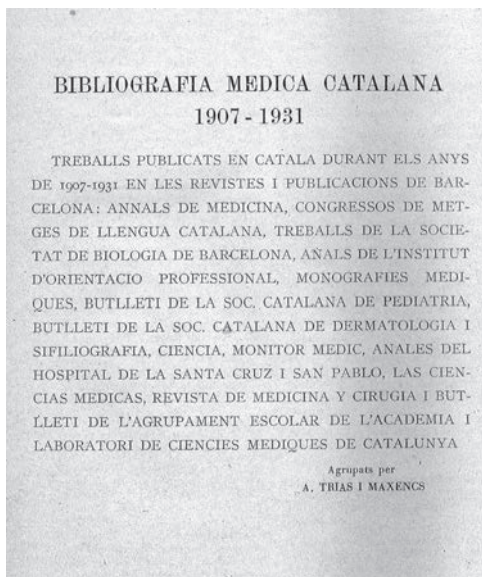 BIBLIOGRAFIA MEDICA CATALANA
1907 - 1931
TREBALLS PUBLICATS EN CATALA DURANT ELS ANYS
DE 1907-1931 EN LES REVISTES I PUBLICACIONS DE BAR-
CELONA: ANNALS DE MEDICINA, CONGRESSOS DE MET-
GES DE LLENGUA CATALANA, TREBALLS DE LA SOCIE-
TAT DE BIOLOGIA DE BARCELONA, ANALS DE L'INSTITUT
D'ORIENTACIO PROFESSIONAL, MONOGRAFIES MEDI-
QUES, BUTLLETI DE LA SOC. CATALANA DE PEDIATRIA,
BUTLLETI DE LA SOC. CATALANA DE DERMATOLOGIA I
SIFILIOGRAFIA, CIENCIA, MONITOR MEDIC, ANALES DEL
HOSPITAL DE LA SANTA CRUZ I SAN PABLO, LAS CIEN-
CIAS MEDICAS, REVISTA DE MEDICINA Y CIRUGIA I BUT-
LLETI DE L'AGRUPAMENT ESCOLAR DE L'ACADEMIA I
LABORATORI DE CIENCIES MEDIQUES DE CATALUNYA
Agrupats per
A. TRIAS I MAXENCS